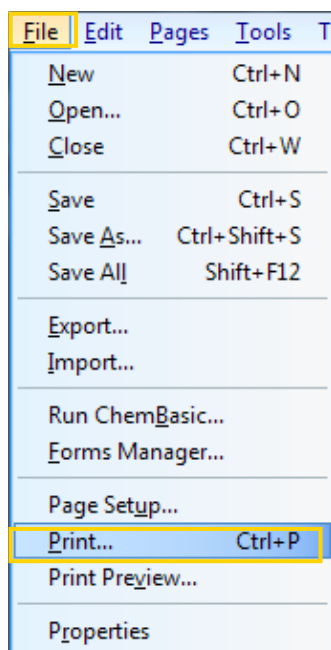 File Edit Pages Tools T
New Ctrl+N
Open... Ctrl+O
Close Ctrl+W
Save Ctrl+S
Save As... Ctrl+Shift+S
Save All Shift+F12
Export...
Import...
Run ChemBasic...
Forms Manager...
Page Setup...
Print... Ctrl+P
Print Preview...
Properties